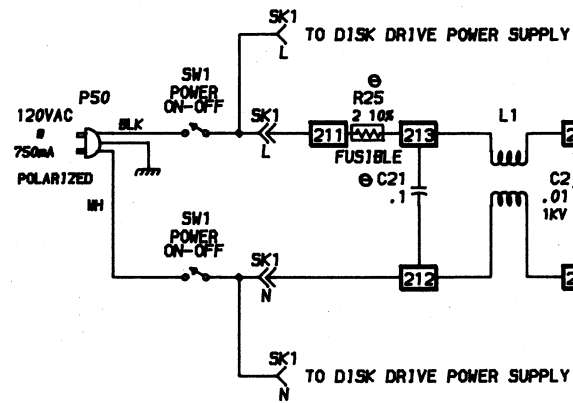 SK1
L
TO DISK DRIVE POWER SUPPLY
P50
120VAC
@
750mA
POLARIZED
BLK
WH
SW1
POWER
ON-OFF
SK1
L
211
R25
2 10%
FUSIBLE
213
L1
2
C21
.1
C2
.01
1KV
SW1
POWER
ON-OFF
SK1
N
212
2
SK1
N
TO DISK DRIVE POWER SUPPLY